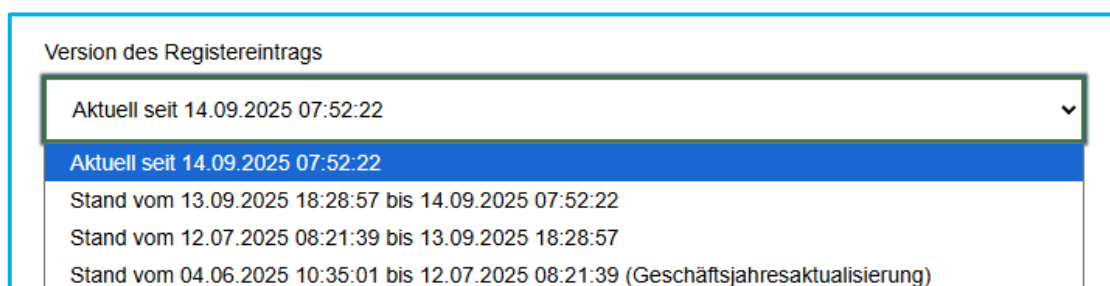 Version des Registereintrags
Aktuell seit 14.09.2025 07:52:22
Aktuell seit 14.09.2025 07:52:22
Stand vom 13.09.2025 18:28:57 bis 14.09.2025 07:52:22
Stand vom 12.07.2025 08:21:39 bis 13.09.2025 18:28:57
Stand vom 04.06.2025 10:35:01 bis 12.07.2025 08:21:39 (Geschäftsjahresaktualisierung)